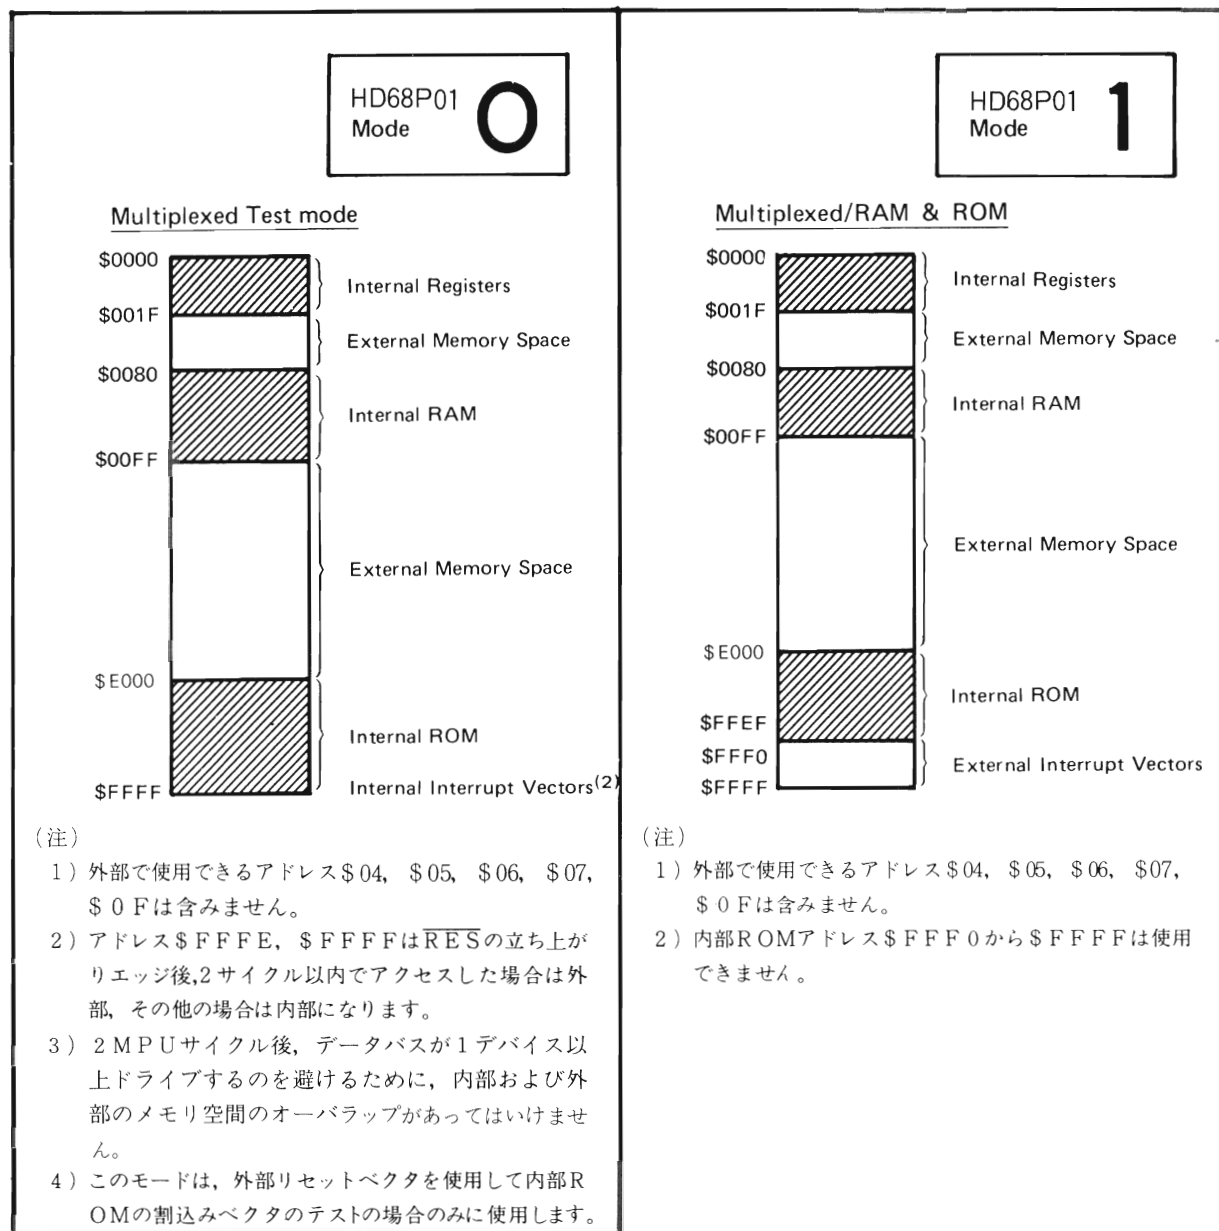 HD68P01
Mode 0
Multiplexed Test mode
$0000
Internal Registers
$001F
External Memory Space
$0080
Internal RAM
$00FF
External Memory Space
$E000
Internal ROM
$FFFF
Internal Interrupt Vectors(2)
(注)
1) 外部で使用できるアドレス$04, $05, $06, $07,
$0Fは含みません。
2) アドレス$FFFE, $FFFFはRESの立ち上が
りエッジ後,2サイクル以内でアクセスした場合は外
部, その他の場合は内部になります。
3) 2MPUサイクル後, データバスが1デバイス以
上ドライブするのを避けるために, 内部および外
部のメモリ空間のオーバラップがあってはいけませ
ん。
4) このモードは, 外部リセットベクタを使用して内部R
OMの割込みベクタのテストの場合のみに使用します。
HD68P01
Mode 1
Multiplexed/RAM & ROM
$0000
Internal Registers
$001F
External Memory Space
$0080
Internal RAM
$00FF
External Memory Space
$E000
Internal ROM
$FFEF
$FFF0
External Interrupt Vectors
$FFFF
(注)
1) 外部で使用できるアドレス$04, $05, $06, $07,
$0Fは含みません。
2) 内部ROMアドレス$FFF0から$FFFFは使用
できません。